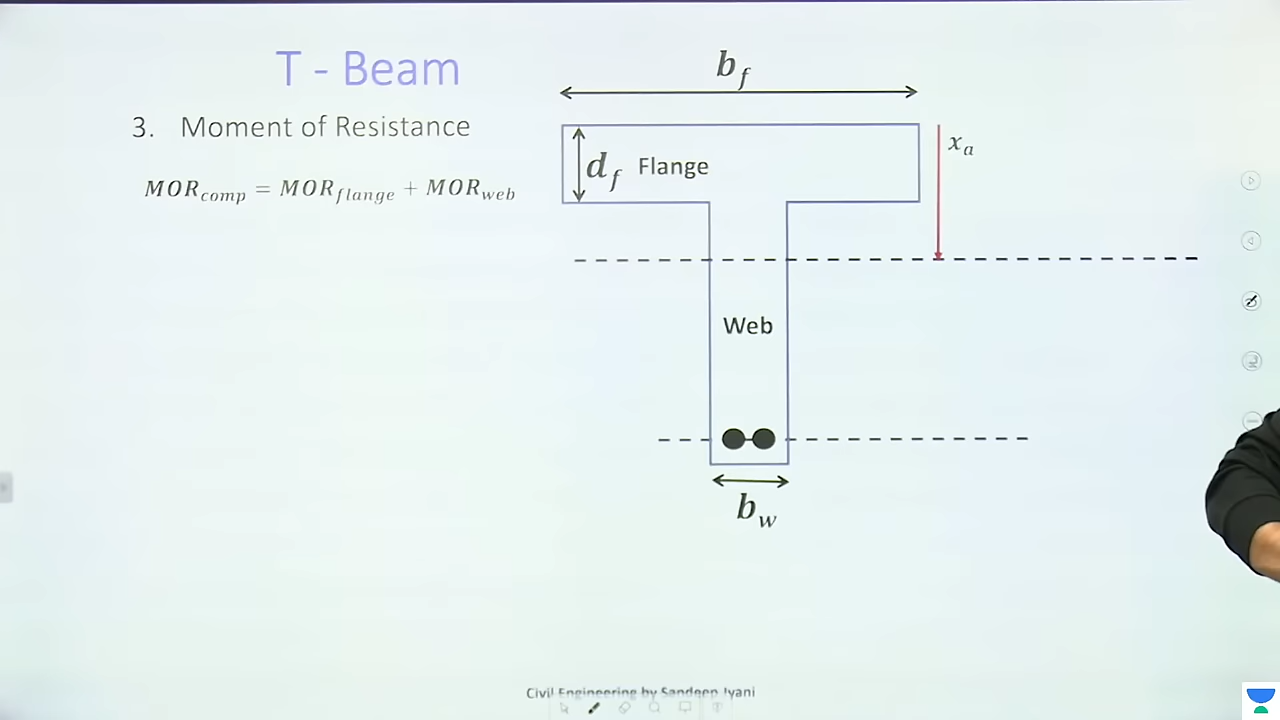 T - Beam
3. Moment of Resistance
MOR_comp = MOR_flange + MOR_web
b_f
x_a
d_f Flange
Web
b_w
Civil Engineering by Sandeep Jyani